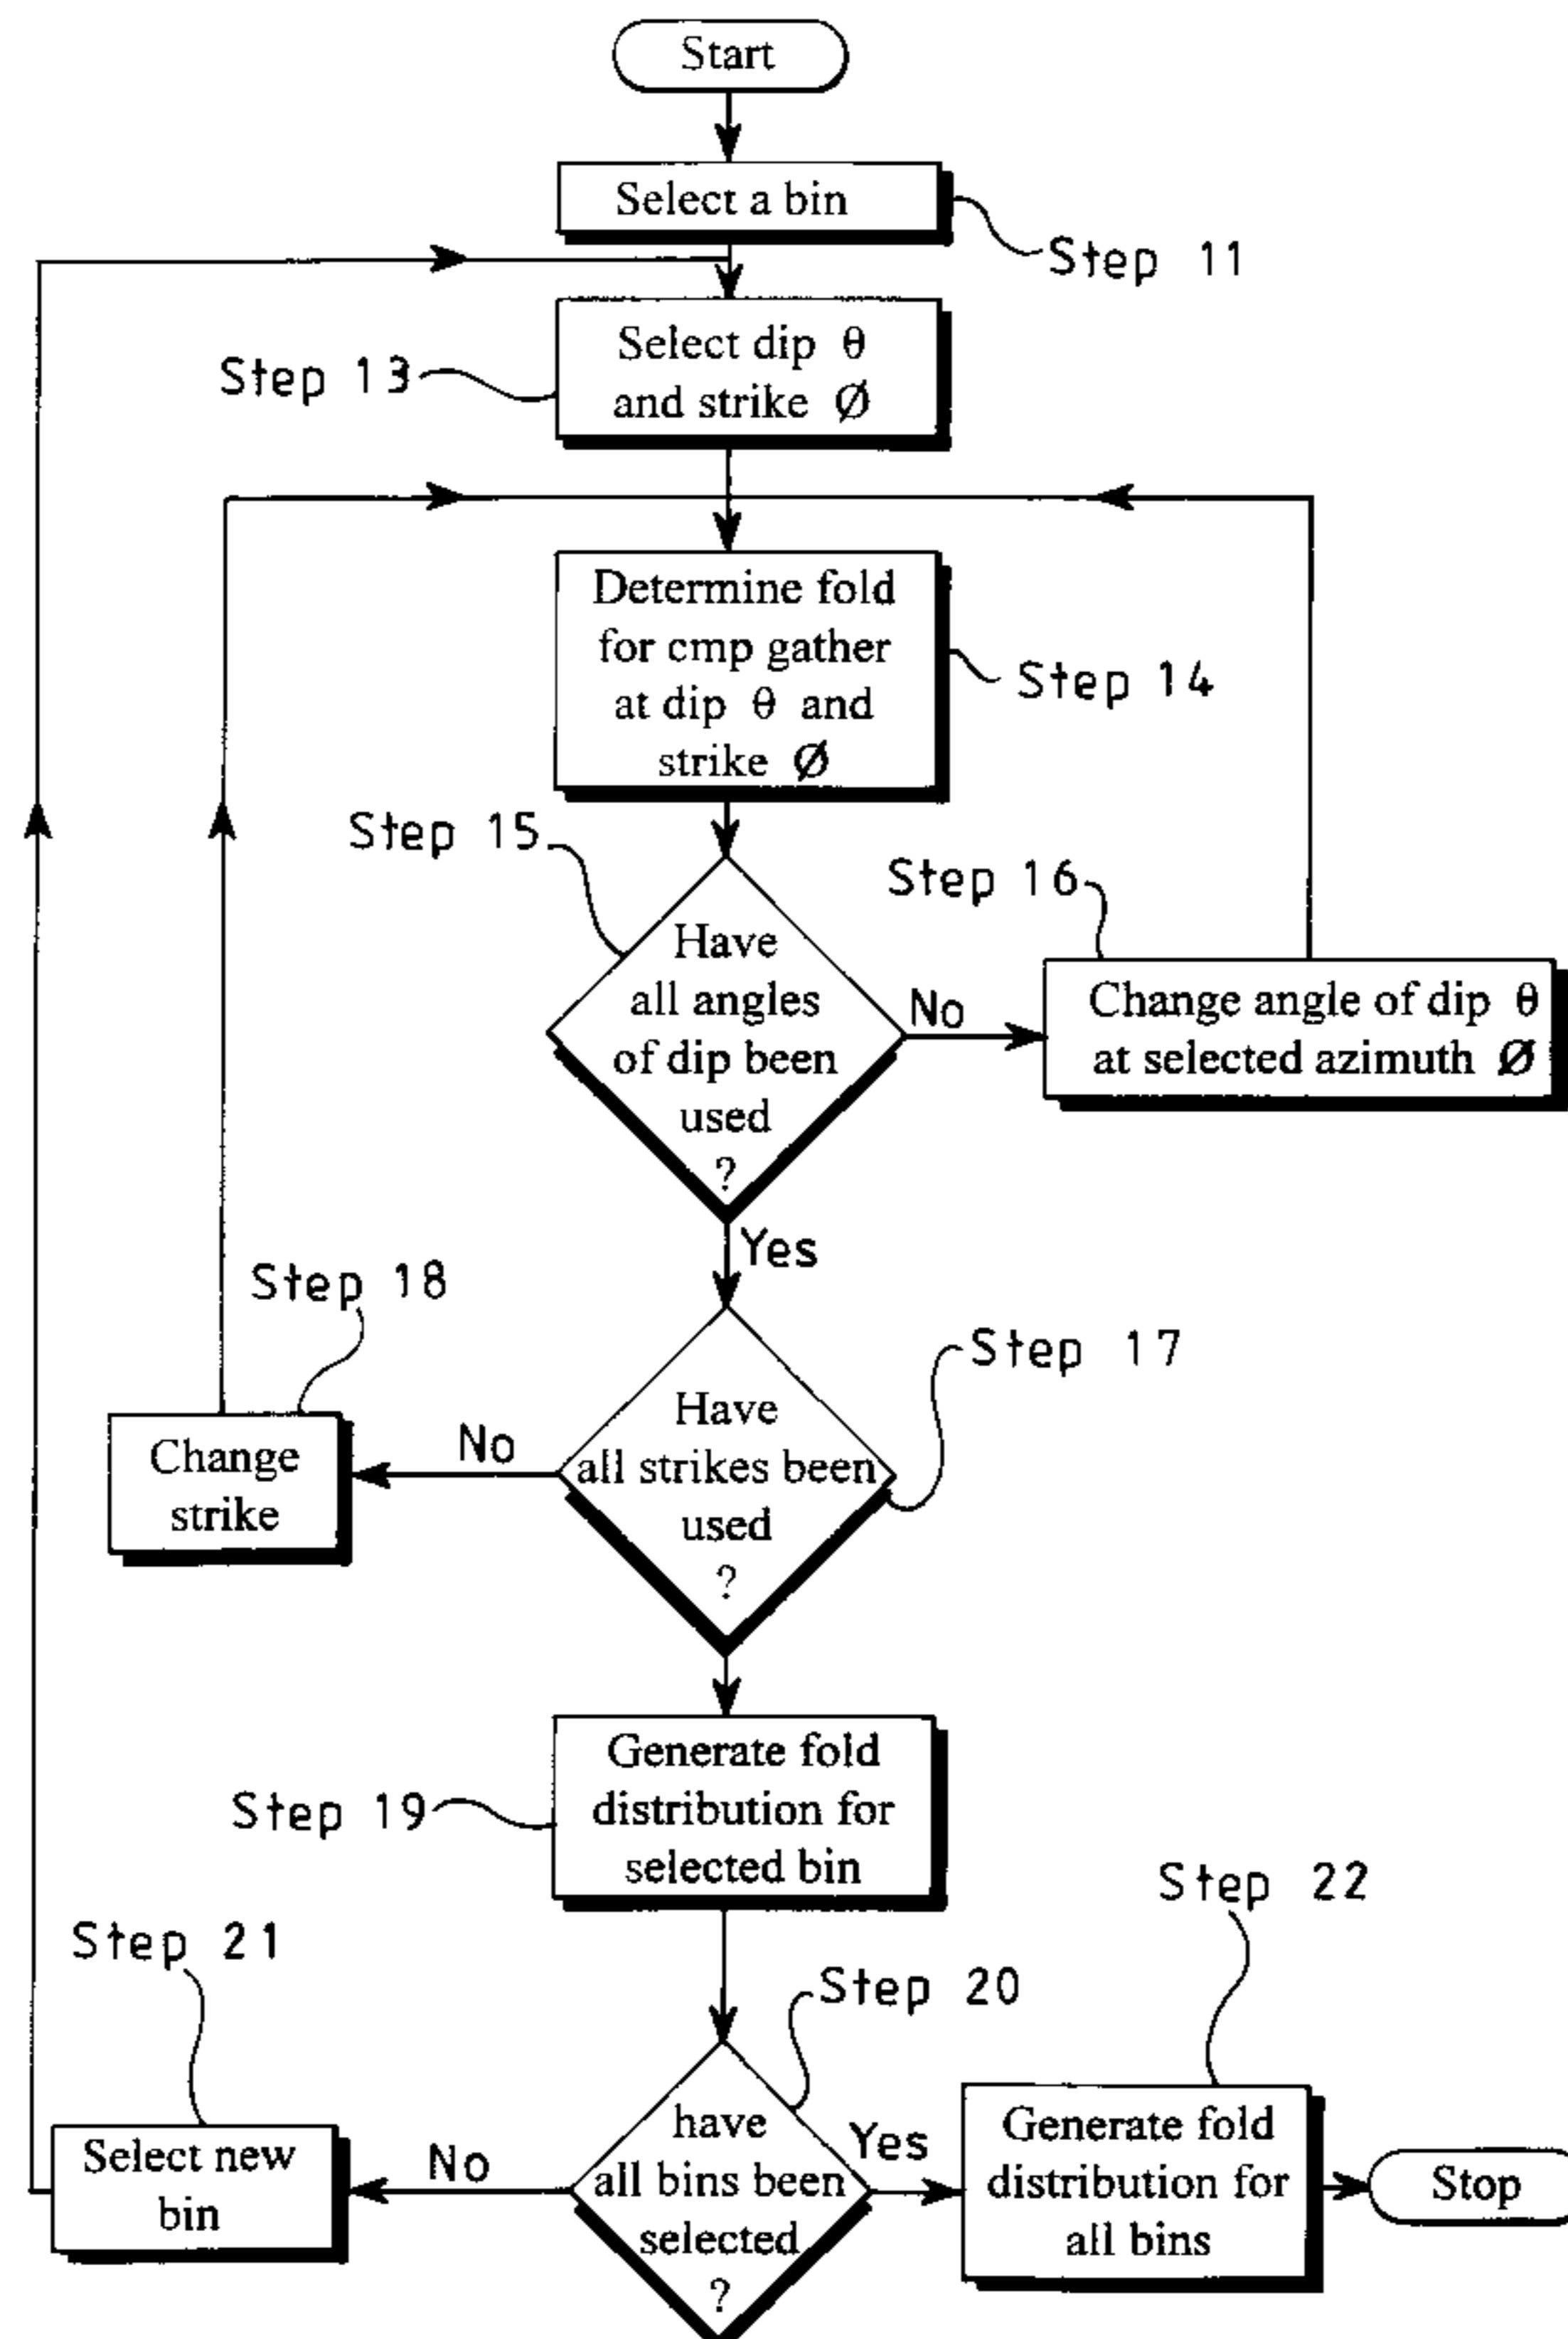 Start
Select a bin
Step 11
Select dip θ
and strike Ø
Step 13
Determine fold
for cmp gather
at dip θ and
strike Ø
Step 14
Step 15
Have
all angles
of dip been
used
?
No
Step 16
Change angle of dip θ
at selected azimuth Ø
Yes
Step 17
Have
all strikes been
used
?
No
Step 18
Change
strike
Generate fold
distribution for
selected bin
Step 19
Step 20
have
all bins been
selected
?
No
Step 21
Select new
bin
Yes
Step 22
Generate fold
distribution for
all bins
Stop